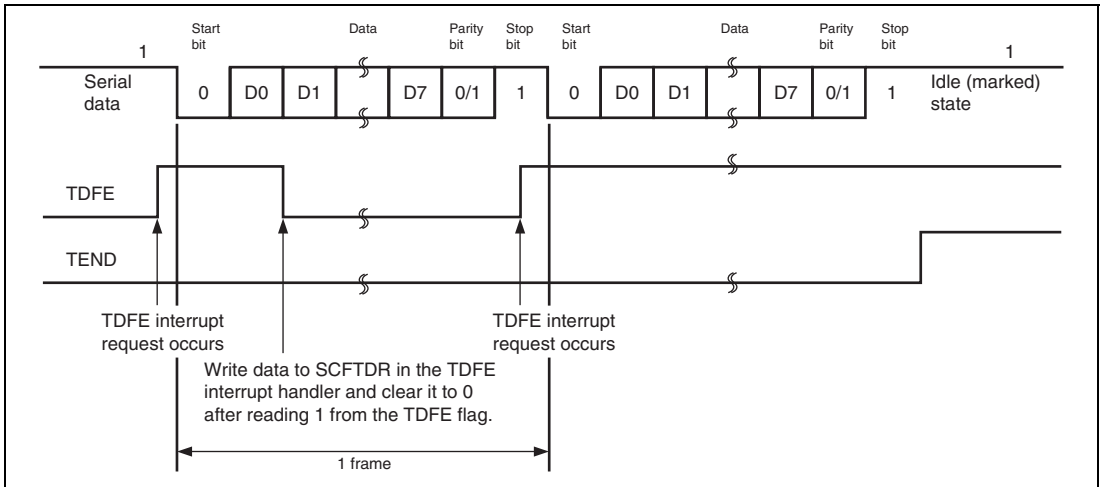 Start bit
Data
Parity bit
Stop bit
Start bit
Data
Parity bit
Stop bit
1
1
Serial data
0
D0
D1
D7
0/1
1
0
D0
D1
D7
0/1
1
Idle (marked) state
TDFE
TEND
TDFE interrupt
request occurs
TDFE interrupt
request occurs
Write data to SCFTDR in the TDFE
interrupt handler and clear it to 0
after reading 1 from the TDFE flag.
1 frame